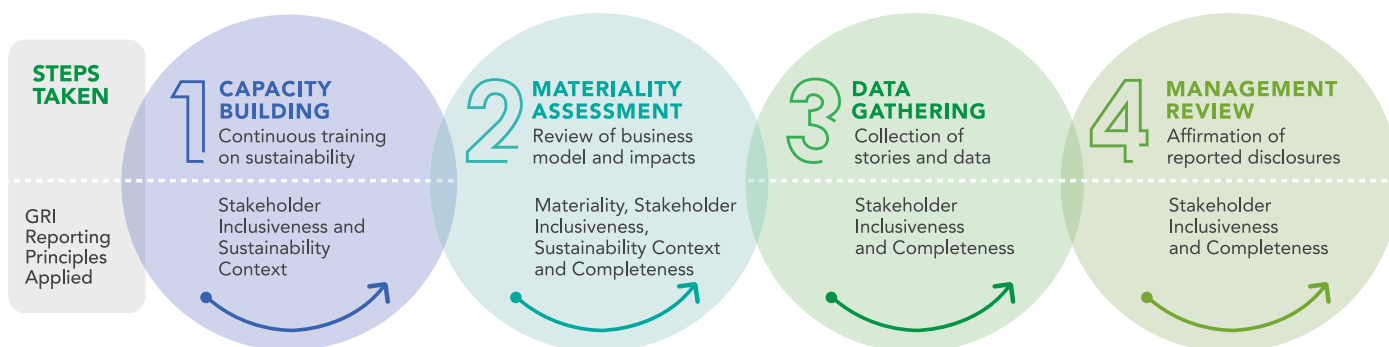 STEPS
TAKEN
1
CAPACITY
BUILDING
Continuous training
on sustainability
2
MATERIALITY
ASSESSMENT
Review of business
model and impacts
3
DATA
GATHERING
Collection of
stories and data
4
MANAGEMENT
REVIEW
Affirmation of
reported disclosures
GRI
Reporting
Principles
Applied
Stakeholder
Inclusiveness and
Sustainability
Context
Materiality, Stakeholder
Inclusiveness,
Sustainability Context
and Completeness
Stakeholder
Inclusiveness
and Completeness
Stakeholder
Inclusiveness
and Completeness